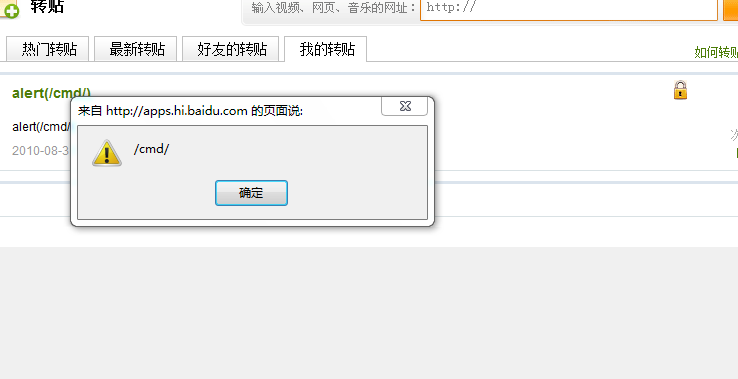 转贴
输入视频、网页、音乐的网址：
http://
热门转贴
最新转贴
好友的转贴
我的转贴
如何转贴
alert(/cmd/)
来自 http://apps.hi.baidu.com 的页面说:
alert(/cmd/
/cmd/
2010-08-3
确定